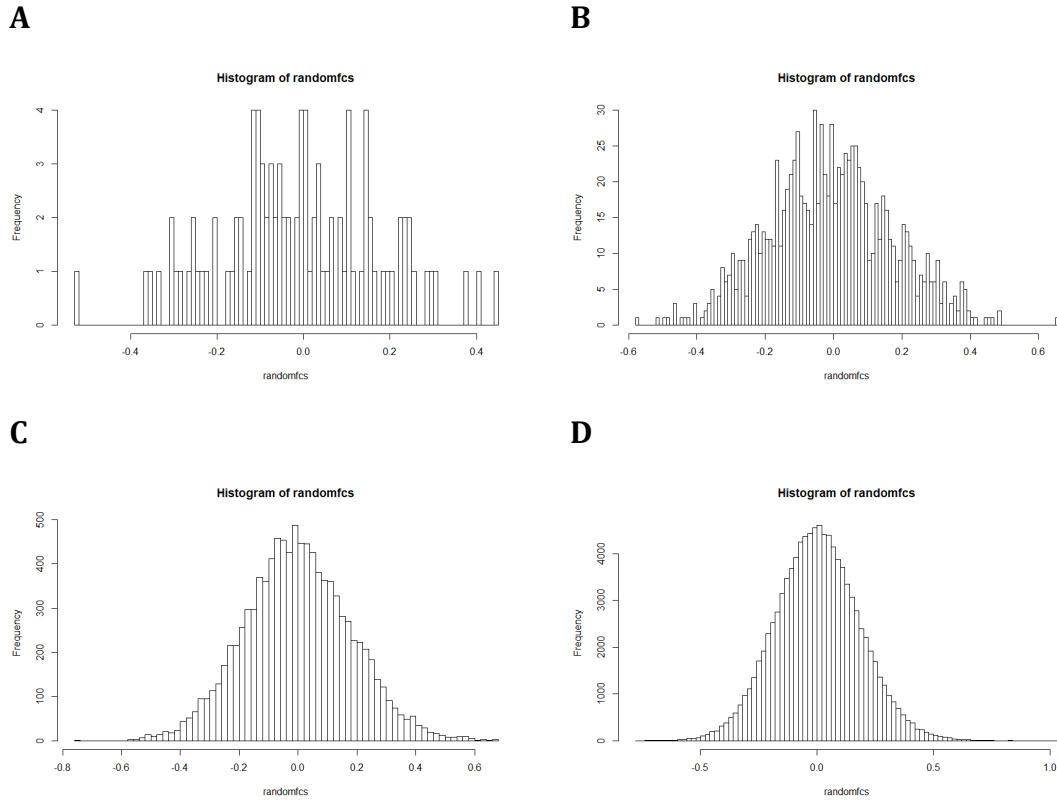 A
Histogram of randomfcs
Frequency
0
1
2
3
4
-0.4
-0.2
0.0
0.2
0.4
randomfcs
B
Histogram of randomfcs
Frequency
0
5
10
15
20
25
30
-0.6
-0.4
-0.2
0.0
0.2
0.4
0.6
randomfcs
C
Histogram of randomfcs
Frequency
0
100
200
300
400
500
-0.8
-0.6
-0.4
-0.2
0.0
0.2
0.4
0.6
randomfcs
D
Histogram of randomfcs
Frequency
0
1000
2000
3000
4000
-0.5
0.0
0.5
1.0
randomfcs